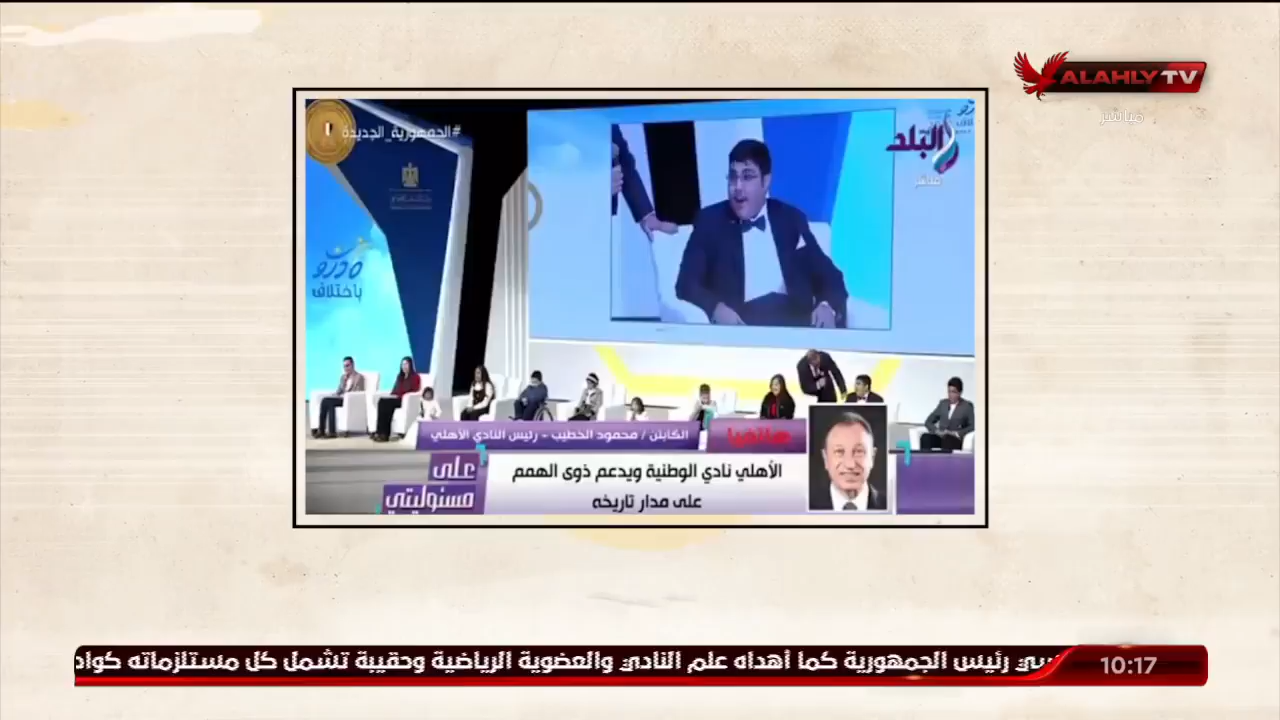 ALAHLY TV
مباشر
#الجمهورية_الجديدة
البلد
مباشر
قادرون
باختلاف
هاتفيا
الكابتن / محمود الخطيب - رئيس النادي الأهلي
على
مسئوليتي
الأهلي نادي الوطنية ويدعم ذوى الهمم
على مدار تاريخه
سي رئيس الجمهورية كما أهداه علم النادي والعضوية الرياضية وحقيبة تشمل كل مستلزماته كواد
10:17